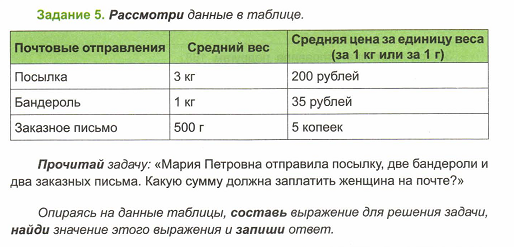 Задание 5. Рассмотри данные в таблице.
Почтовые отправления Средний вес Средняя цена за единицу веса
(за 1 кг или за 1 г)
Посылка 3 кг 200 рублей
Бандероль 1 кг 35 рублей
Заказное письмо 500 г 5 копеек
Прочитай задачу: «Мария Петровна отправила посылку, две бандероли и
два заказных письма. Какую сумму должна заплатить женщина на почте?»
Опираясь на данные таблицы, составь выражение для решения задачи,
найди значение этого выражения и запиши ответ.